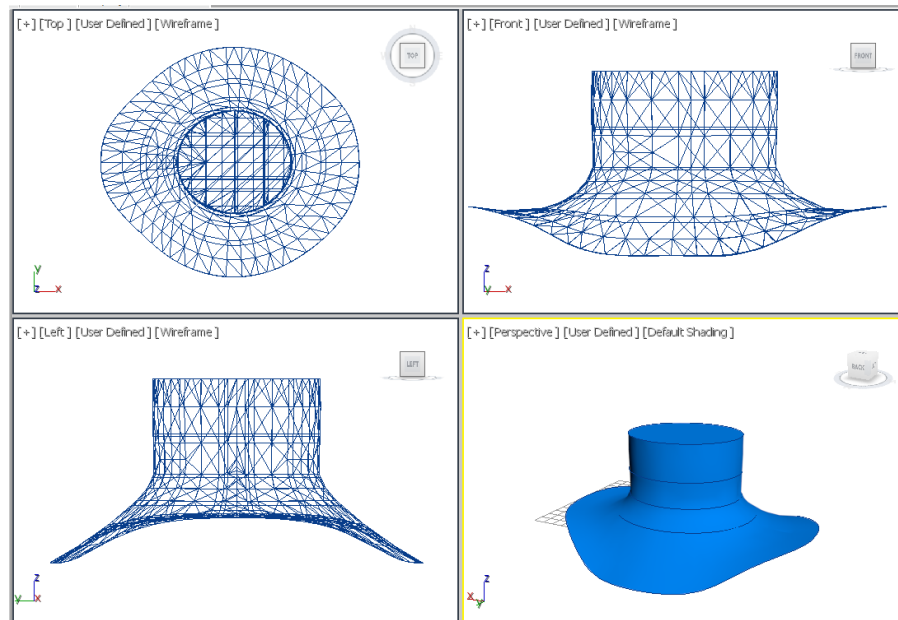 [+] [Top ] [User Defined ] [Wireframe ]
TOP
y
z x
[+] [Front ] [User Defined ] [Wireframe ]
FRONT
z
y x
[+] [Left ] [User Defined ] [Wireframe ]
LEFT
z
y x
[+] [Perspective ] [User Defined ] [Default Shading ]
BACK
z
x y